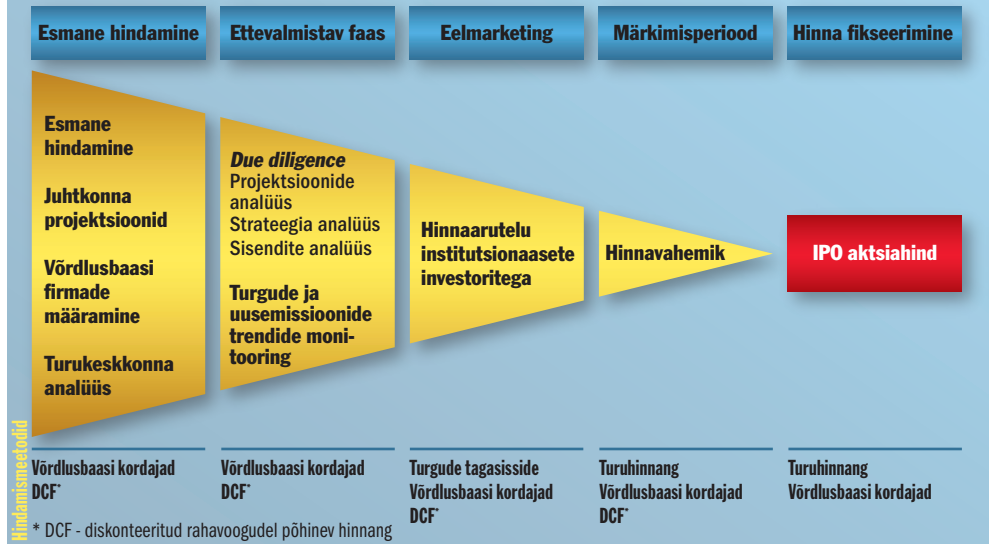 Esmane hindamine
Ettevalmistav faas
Eelmarketing
Märkimisperiood
Hinna fikseerimine
Esmane
hindamine
Juhtkonna
projektsioonid
Võrdlusbaasi
firmade
määramine
Turukeskkonna
analüüs
Due diligence
Projektsioonide
analüüs
Strateegia analüüs
Sisendite analüüs
Turgude ja
uusemissioonide
trendide moni-
tooring
Hinnaarutelu
institutsionaasete
investoritega
Hinnavahemik
IPO aktsiahind
Hindamismeetodid
Võrdlusbaasi kordajad
DCF*
Võrdlusbaasi kordajad
DCF*
Turgude tagasisside
Võrdlusbaasi kordajad
DCF*
Turuhinnang
Võrdlusbaasi kordajad
DCF*
Turuhinnang
Võrdlusbaasi kordajad
* DCF - diskonteeritud rahavoogudel põhinev hinnang